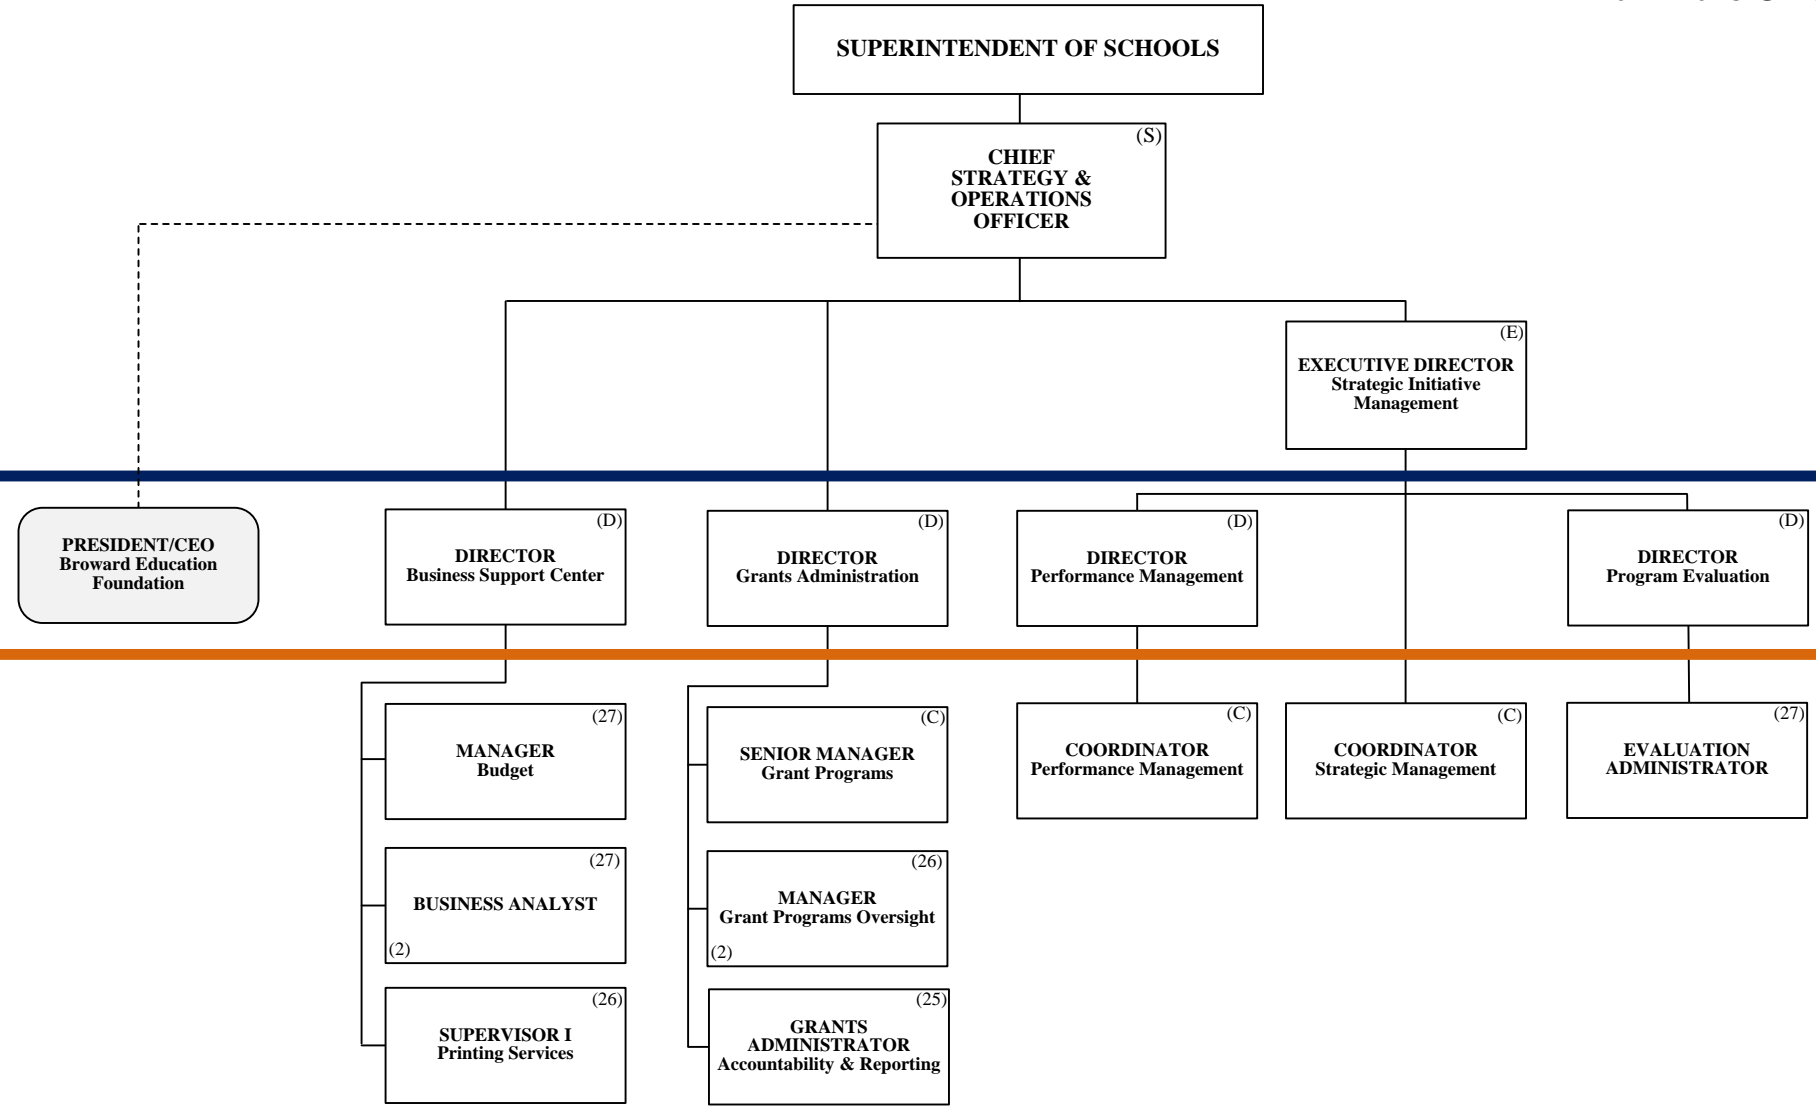 SUPERINTENDENT OF SCHOOLS
(S)
CHIEF
STRATEGY &
OPERATIONS
OFFICER
(E)
EXECUTIVE DIRECTOR
Strategic Initiative
Management
PRESIDENT/CEO
Broward Education
Foundation
(D)
DIRECTOR
Business Support Center
(D)
DIRECTOR
Grants Administration
(D)
DIRECTOR
Performance Management
(D)
DIRECTOR
Program Evaluation
(27)
MANAGER
Budget
(C)
SENIOR MANAGER
Grant Programs
(C)
COORDINATOR
Performance Management
(C)
COORDINATOR
Strategic Management
(27)
EVALUATION
ADMINISTRATOR
(27)
BUSINESS ANALYST
(2)
(26)
MANAGER
Grant Programs Oversight
(2)
(26)
SUPERVISOR I
Printing Services
(25)
GRANTS
ADMINISTRATOR
Accountability & Reporting